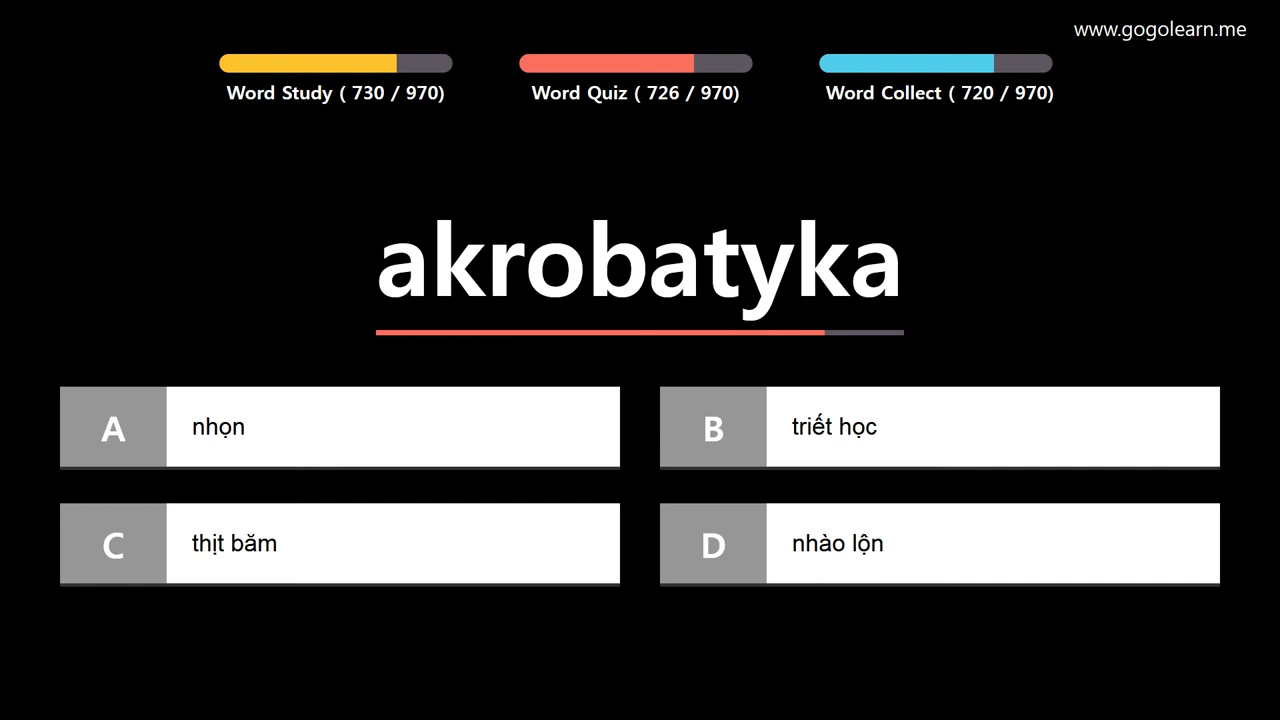 www.gogolearn.me
Word Study ( 730 / 970)
Word Quiz ( 726 / 970)
Word Collect ( 720 / 970)
akrobatyka
A nhọn
B triết học
C thịt băm
D nhào lộn